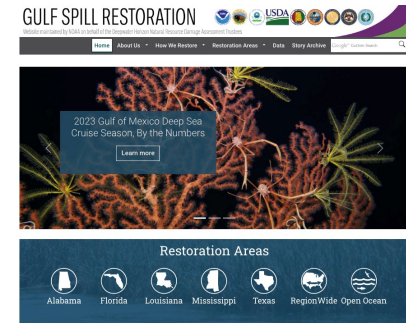 GULF SPILL RESTORATION
USDA
Website maintained by NOAA on behalf of the Deepwater Horizon Natural Resource Damage Assessment Trustees
Home About Us How We Restore Restoration Areas Data Story Archive Google Custom Search
2023 Gulf of Mexico Deep Sea
Cruise Season, By the Numbers
Learn more
Restoration Areas
Alabama Florida Louisiana Mississippi Texas RegionWide Open Ocean